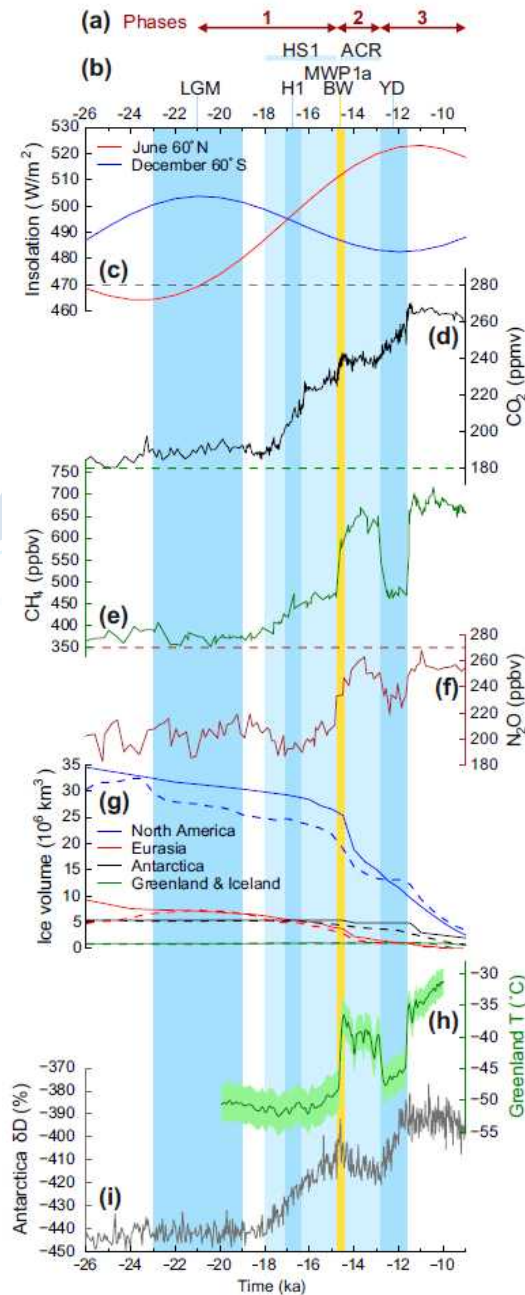 (a) Phases 1 2 3
HS1 ACR
(b) MWP1a
LGM H1 BW YD
-26 -24 -22 -20 -18 -16 -14 -12 -10
530
520
510
500
490
480
470
460
Insolation (W/m²)
June 60°N
December 60°S
(c)
280
260
240
220
200
180
CO₂ (ppmv)
(d)
750
700
650
600
550
500
450
400
350
CH₄ (ppbv)
(e)
280
260
240
220
200
180
N₂O (ppbv)
(f)
35
30
25
20
15
10
5
0
Ice volume (10⁶ km³)
(g)
North America
Eurasia
Antarctica
Greenland & Iceland
-30
-35
-40
-45
-50
-55
Greenland T (°C)
(h)
-370
-380
-390
-400
-410
-420
-430
-440
-450
Antarctica δD (%)
(i)
-26 -24 -22 -20 -18 -16 -14 -12 -10
Time (ka)